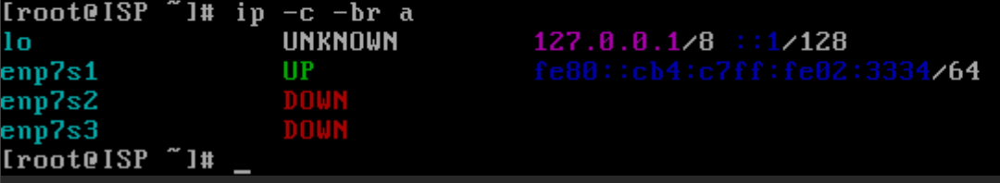 [root@ISP ~]# ip -c -br a
lo UNKNOWN 127.0.0.1/8 ::1/128
enp7s1 UP fe80::cb4:c7ff:fe02:3334/64
enp7s2 DOWN
enp7s3 DOWN
[root@ISP ~]# _